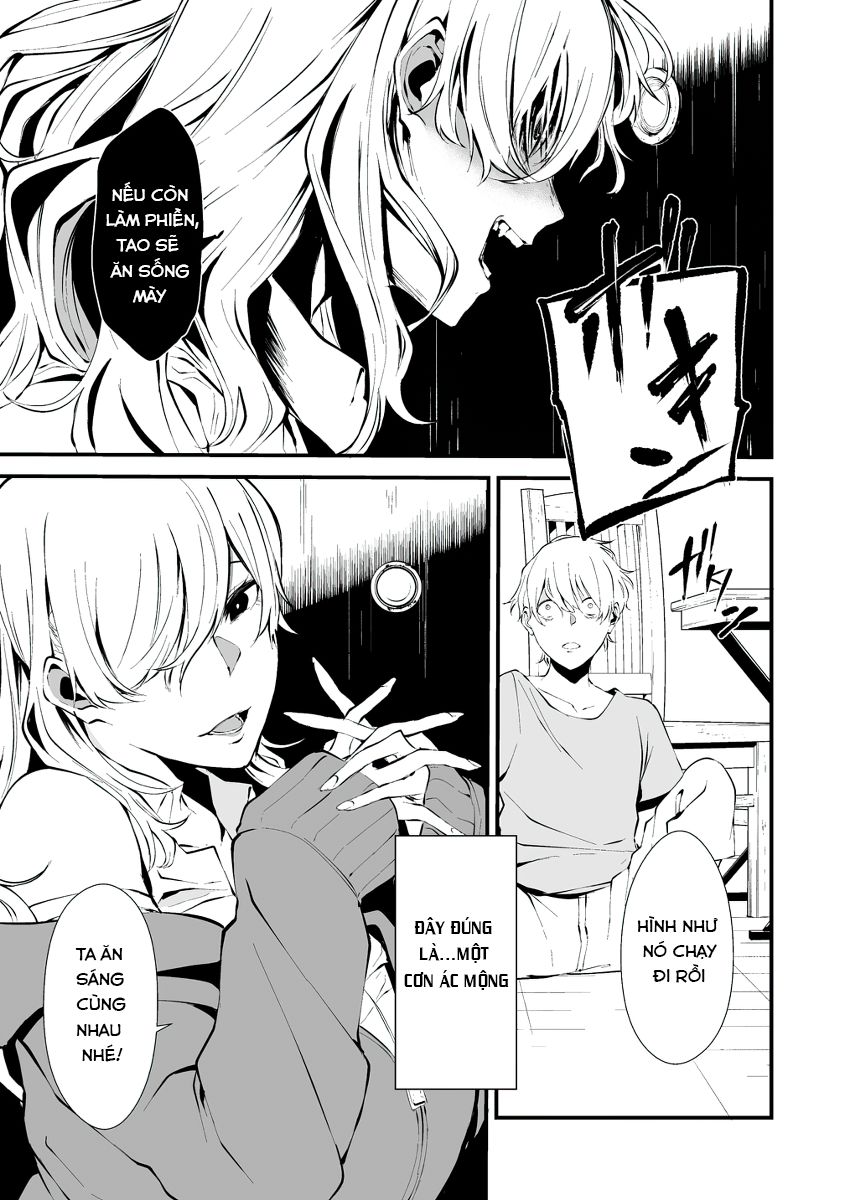 NẾU CÒN
LÀM PHIỀN,
TAO SẼ
ĂN SỐNG
MÀY
HÌNH NHƯ
NÓ CHẠY
ĐI RỒI
ĐÂY ĐÚNG
LÀ...MỘT
CƠN ÁC MỘNG
TA ĂN
SÁNG
CÙNG
NHAU
NHÉ!